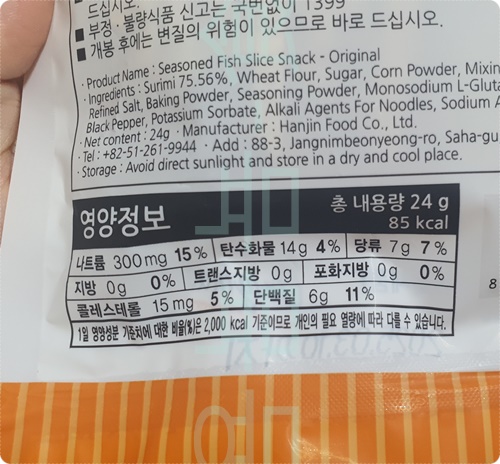 드십시오.
■ 부정·불량식품 신고는 국번없이 1399
■ 개봉 후에는 변질의 위험이 있으므로 바로 드십시오.
· Product Name : Seasoned Fish Slice Snack - Original
· Ingredients : Surimi 75.56%, Wheat Flour, Sugar, Corn Powder,
Refined Salt, Baking Powder, Seasoning Powder, Monosodium
Black Pepper, Potassium Sorbate, Alkali Agents For Noodles, Sodium
· Net content : 24g · Manufacturer : Hanjin Food Co., Ltd.
· Tel : +82-51-261-9944 · Add : 88-3, Jangnimbeonyeong-ro, Saha-gu
· Storage : Avoid direct sunlight and store in a dry and cool place.
영양정보 총 내용량 24 g
85 kcal
나트륨 300mg 15% 탄수화물 14g 4% 당류 7g 7%
지방 0g 0% 트랜스지방 0g 포화지방 0g 0%
콜레스테롤 15 mg 5% 단백질 6g 11%
1일 영양성분 기준치에 대한 비율(%)은 2,000 kcal 기준이므로 개인의 필요 열량에 따라 다를 수 있습니다.
8